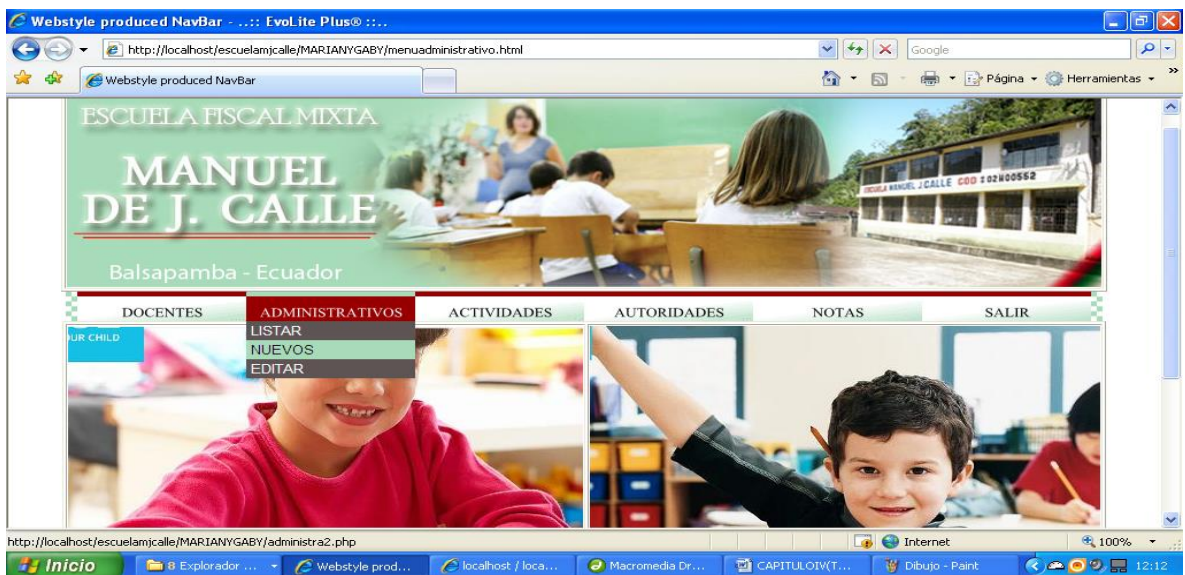 Webstyle produced NavBar - ..:: EvoLite Plus® ::..
http://localhost/escuelamjcalle/MARIANYGABY/menuadministrativo.html
Google
Webstyle produced NavBar
Página
Herramientas
ESCUELA FISCAL MIXTA
MANUEL
DE J. CALLE
Balsapamba - Ecuador
ESCUELA MANUEL J CALLE COD : 02H00552
DOCENTES ADMINISTRATIVOS ACTIVIDADES AUTORIDADES NOTAS SALIR
LISTAR
NUEVOS
EDITAR
OUR CHILD
http://localhost/escuelamjcalle/MARIANYGABY/administra2.php
Internet
100%
Inicio
8 Explorador ...
Webstyle prod...
localhost / loca...
Macromedia Dr...
CAPITULOIV(T...
Dibujo - Paint
12:12